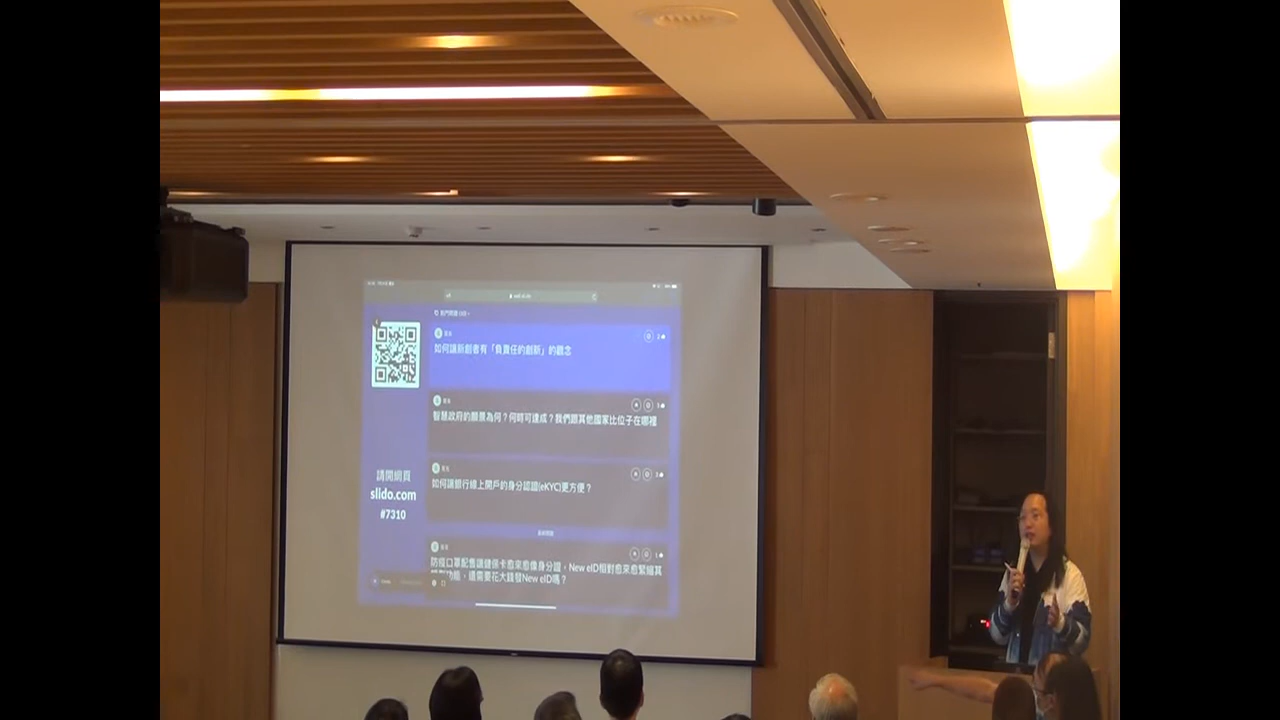 如何讓新創者有「負責任的創新」的觀念
智慧政府的願景為何？何時可達成？我們跟其他國家比位子在哪裡
如何讓銀行線上開戶的身分認證(eKYC)更方便？
請開網頁
slido.com
#7310
防疫口罩配售讓健保卡愈來愈像身分證，New eID相對愈來愈緊縮其
功能，還需要花大錢發New eID嗎？